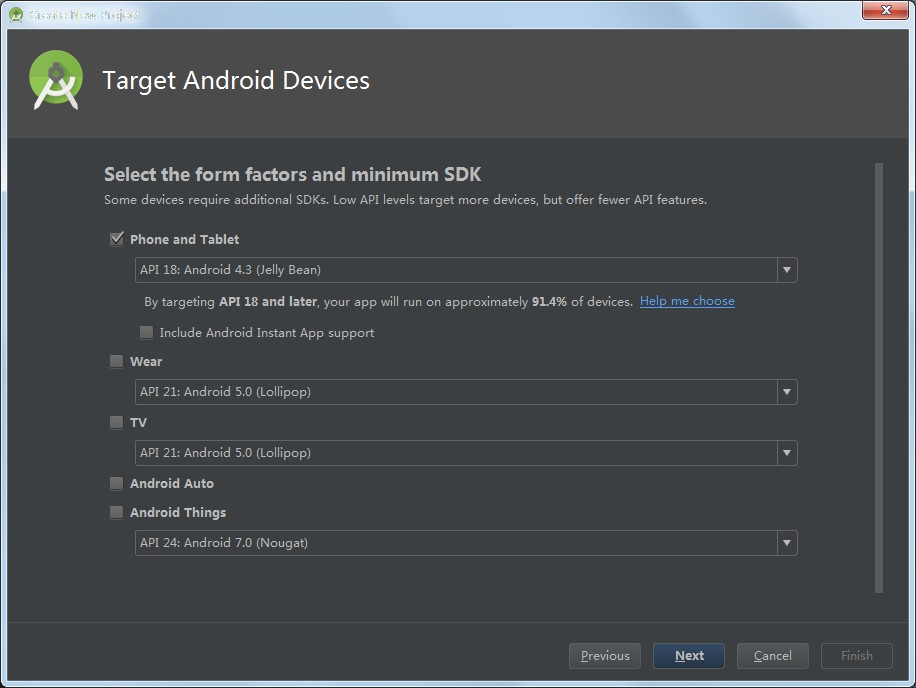 Create New Project
Target Android Devices
Select the form factors and minimum SDK
Some devices require additional SDKs. Low API levels target more devices, but offer fewer API features.
Phone and Tablet
API 18: Android 4.3 (Jelly Bean)
By targeting API 18 and later, your app will run on approximately 91.4% of devices. Help me choose
Include Android Instant App support
Wear
API 21: Android 5.0 (Lollipop)
TV
API 21: Android 5.0 (Lollipop)
Android Auto
Android Things
API 24: Android 7.0 (Nougat)
Previous Next Cancel Finish